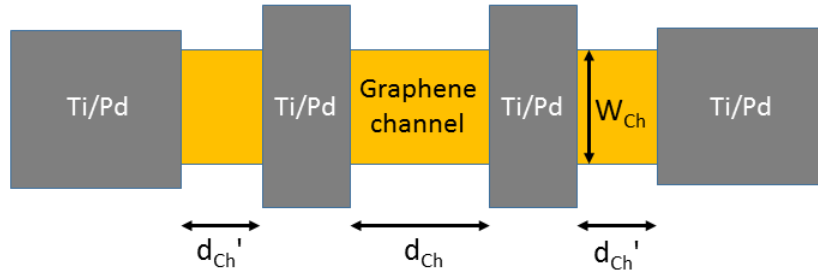 Ti/Pd
Ti/Pd
Graphene
channel
Ti/Pd
W_Ch
Ti/Pd
d_Ch'
d_Ch
d_Ch'